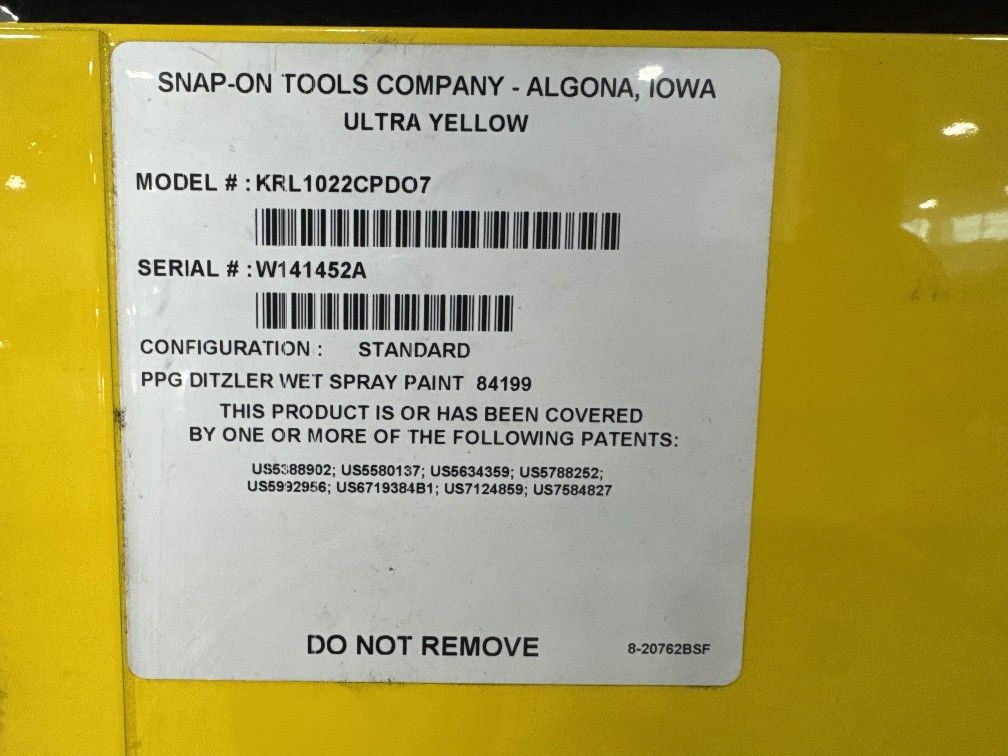 SNAP-ON TOOLS COMPANY - ALGONA, IOWA
ULTRA YELLOW
MODEL # : KRL1022CPDO7
SERIAL # : W141452A
CONFIGURATION : STANDARD
PPG DITZLER WET SPRAY PAINT 84199
THIS PRODUCT IS OR HAS BEEN COVERED
BY ONE OR MORE OF THE FOLLOWING PATENTS:
US5388902; US5580137; US5634359; US5788252;
US5992956; US6719384B1; US7124859; US7584827
DO NOT REMOVE
8-20762BSF